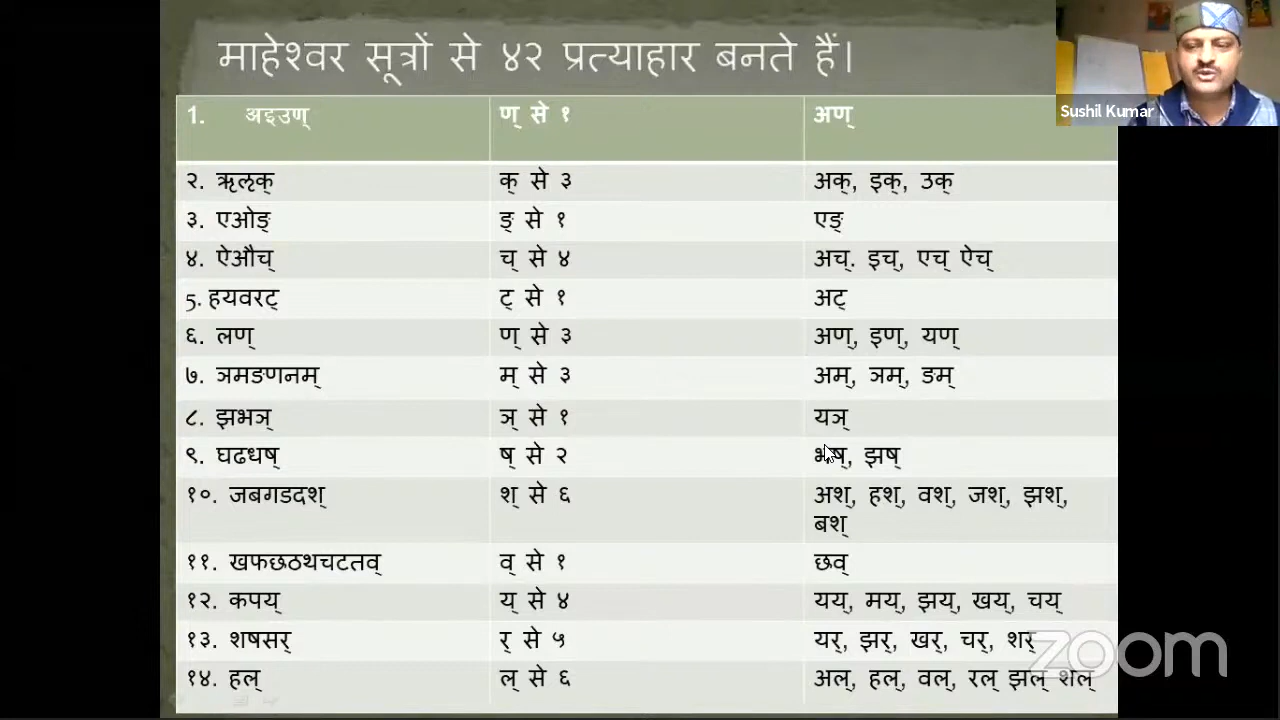 माहेश्वर सूत्रों से ४२ प्रत्याहार बनते हैं।
Sushil Kumar
1. अइउण् ण् से १ अण्
२. ऋऌक् क् से ३ अक्, इक्, उक्
३. एओङ् ङ् से १ एङ्
४. ऐऔच् च् से ४ अच्. इच्, एच् ऐच्
5. हयवरट् ट् से १ अट्
६. लण् ण् से ३ अण्, इण्, यण्
७. ञमङणनम् म् से ३ अम्, ञम्, ङम्
८. झभञ् ञ् से १ यञ्
९. घढधष् ष् से २ भष्, झष्
१०. जबगडदश् श् से ६ अश्, हश्, वश्, जश्, झश्,
बश्
११. खफछठथचटतव् व् से १ छव्
१२. कपय् य् से ४ यय्, मय्, झय्, खय्, चय्
१३. शषसर् र् से ५ यर्, झर्, खर्, चर्, शर्
१४. हल् ल् से ६ अल्, हल्, वल्, रल् झल् शल्
zoom